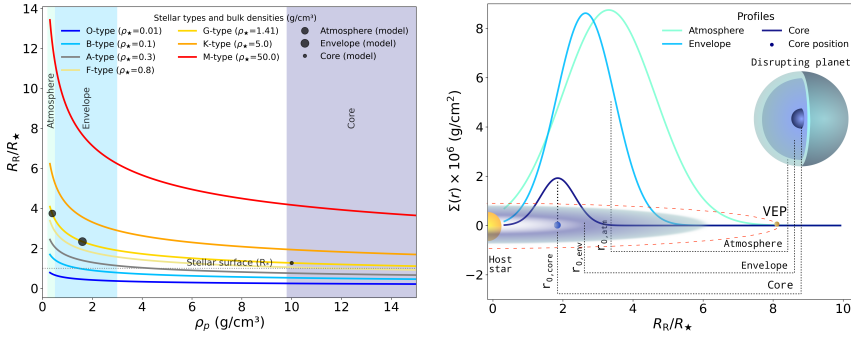 Stellar types and bulk densities (g/cm³)
O-type (ρ★=0.01)
B-type (ρ★=0.1)
A-type (ρ★=0.3)
F-type (ρ★=0.8)
G-type (ρ★=1.41)
K-type (ρ★=5.0)
M-type (ρ★=50.0)
Atmosphere (model)
Envelope (model)
Core (model)
Atmosphere
Envelope
Core
Stellar surface (R★)
14
12
10
8
6
4
2
0
R_R/R★
0 2 4 6 8 10 12 14
ρ_p (g/cm³)
Profiles
Atmosphere
Envelope
Core
Core position
Disrupting planet
VEP
Host
star
r_0,core
r_0,env
r_0,atm
Atmosphere
Envelope
Core
8
6
4
2
0
−2
Σ(r) × 10⁶ (g/cm²)
0 2 4 6 8 10
R_R/R★